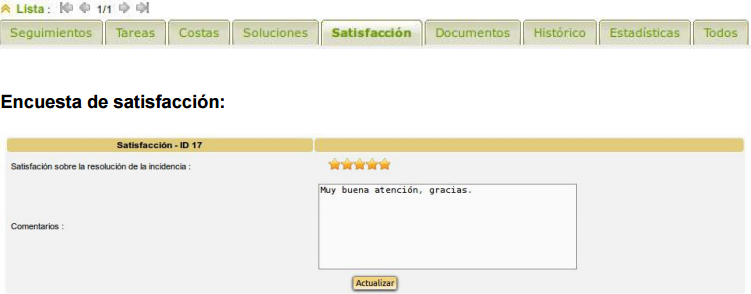 Lista : 1/1
Seguimientos Tareas Costas Soluciones Satisfacción Documentos Histórico Estadísticas Todos
Encuesta de satisfacción:
Satisfacción - ID 17
Satisfación sobre la resolución de la incidencia :
Muy buena atención, gracias.
Comentarios :
Actualizar